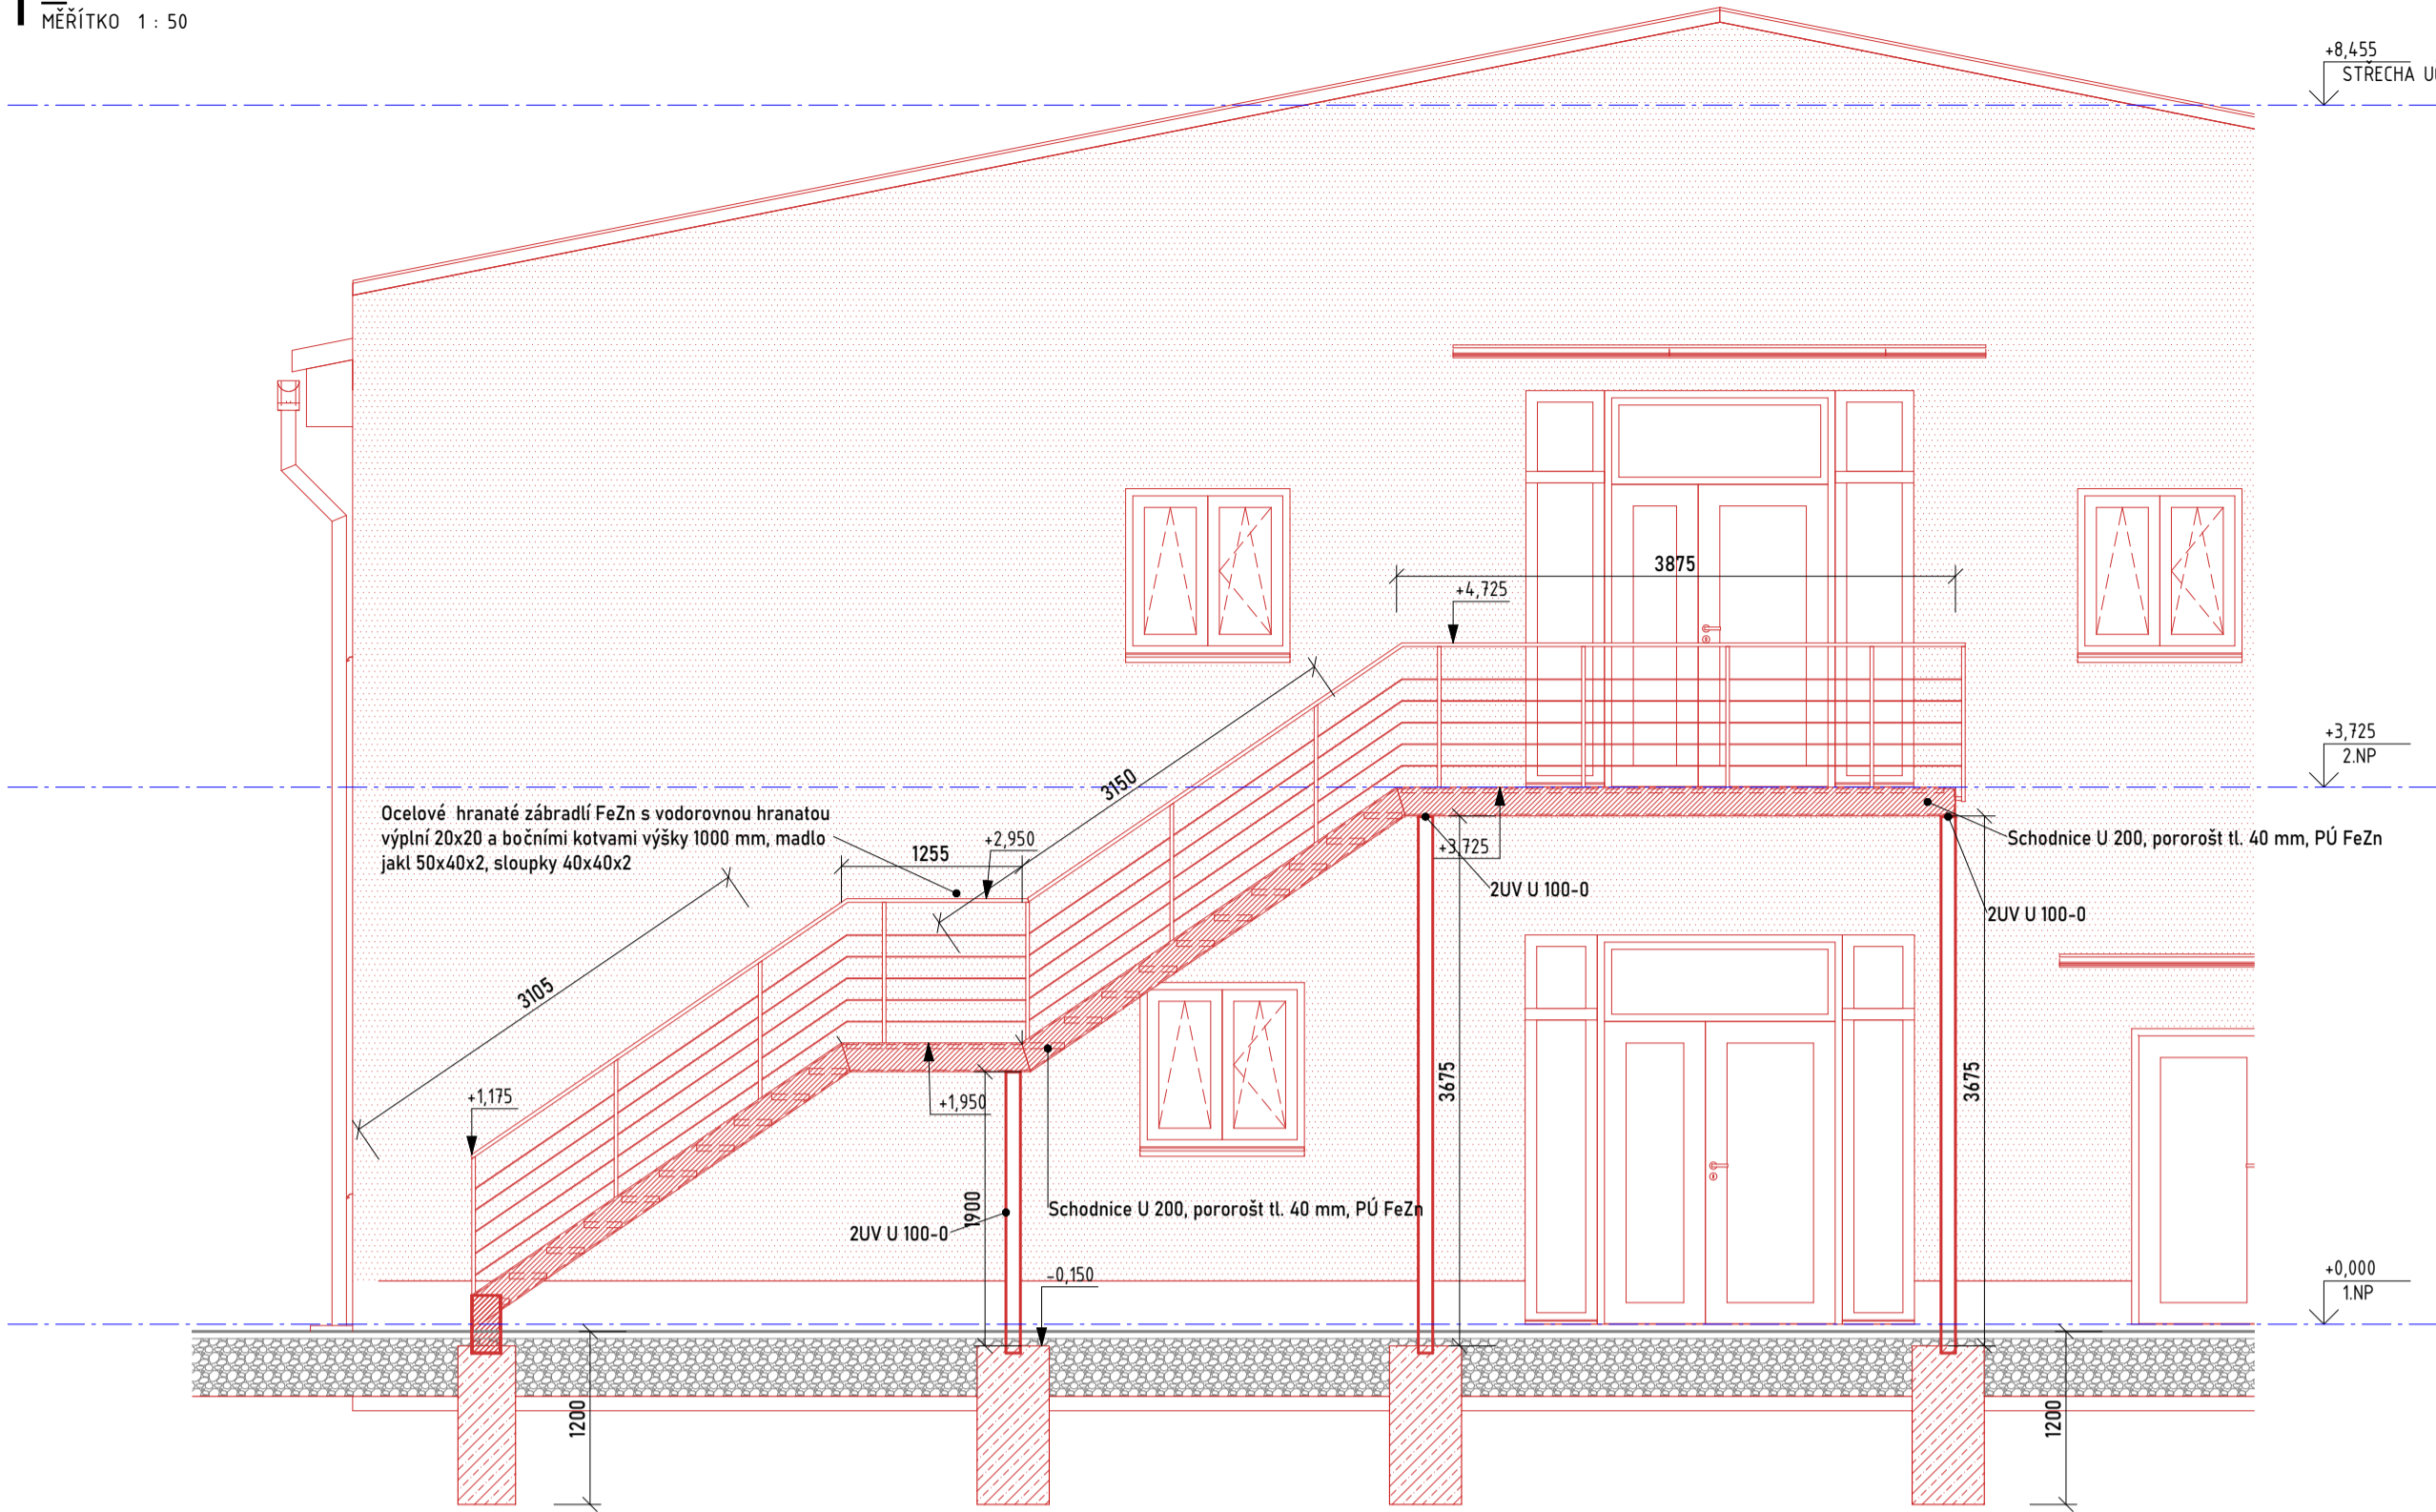 MĚŘÍTKO 1 : 50
+8,455
STŘECHA
3875
+4,725
+3,725
2.NP
3150
Ocelové hranaté zábradlí FeZn s vodorovnou hranatou
výplní 20x20 a bočními kotvami výšky 1000 mm, madlo
jakl 50x40x2, sloupky 40x40x2
1255
+2,950
+3,725
Schodnice U 200, pororošt tl. 40 mm, PÚ FeZn
2UV U 100-0
2UV U 100-0
3105
+1,175
+1,950
3675
3675
1900
Schodnice U 200, pororošt tl. 40 mm, PÚ FeZn
2UV U 100-0
-0,150
+0,000
1.NP
1200
1200